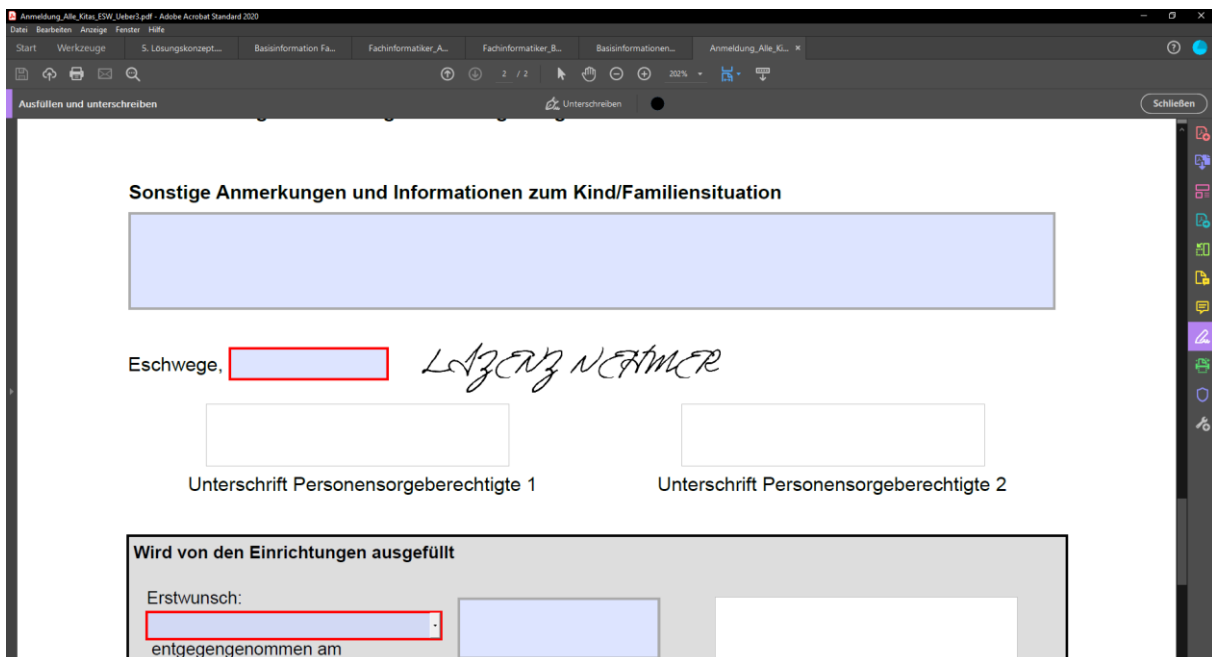 Anmeldung_Alle_Kitas_ESW_Ueber3.pdf - Adobe Acrobat Standard 2020
Datei Bearbeiten Anzeige Fenster Hilfe
Start Werkzeuge 5. Lösungskonzept.... Basisinformation Fa... Fachinformatiker_A... Fachinformatiker_B... Basisinformationen... Anmeldung_Alle_Ki... ×
2 / 2 202%
Ausfüllen und unterschreiben Unterschreiben Schließen
Sonstige Anmerkungen und Informationen zum Kind/Familiensituation
Eschwege, LAZENZ NEHMER
Unterschrift Personensorgeberechtigte 1 Unterschrift Personensorgeberechtigte 2
Wird von den Einrichtungen ausgefüllt
Erstwunsch:
entgegengenommen am